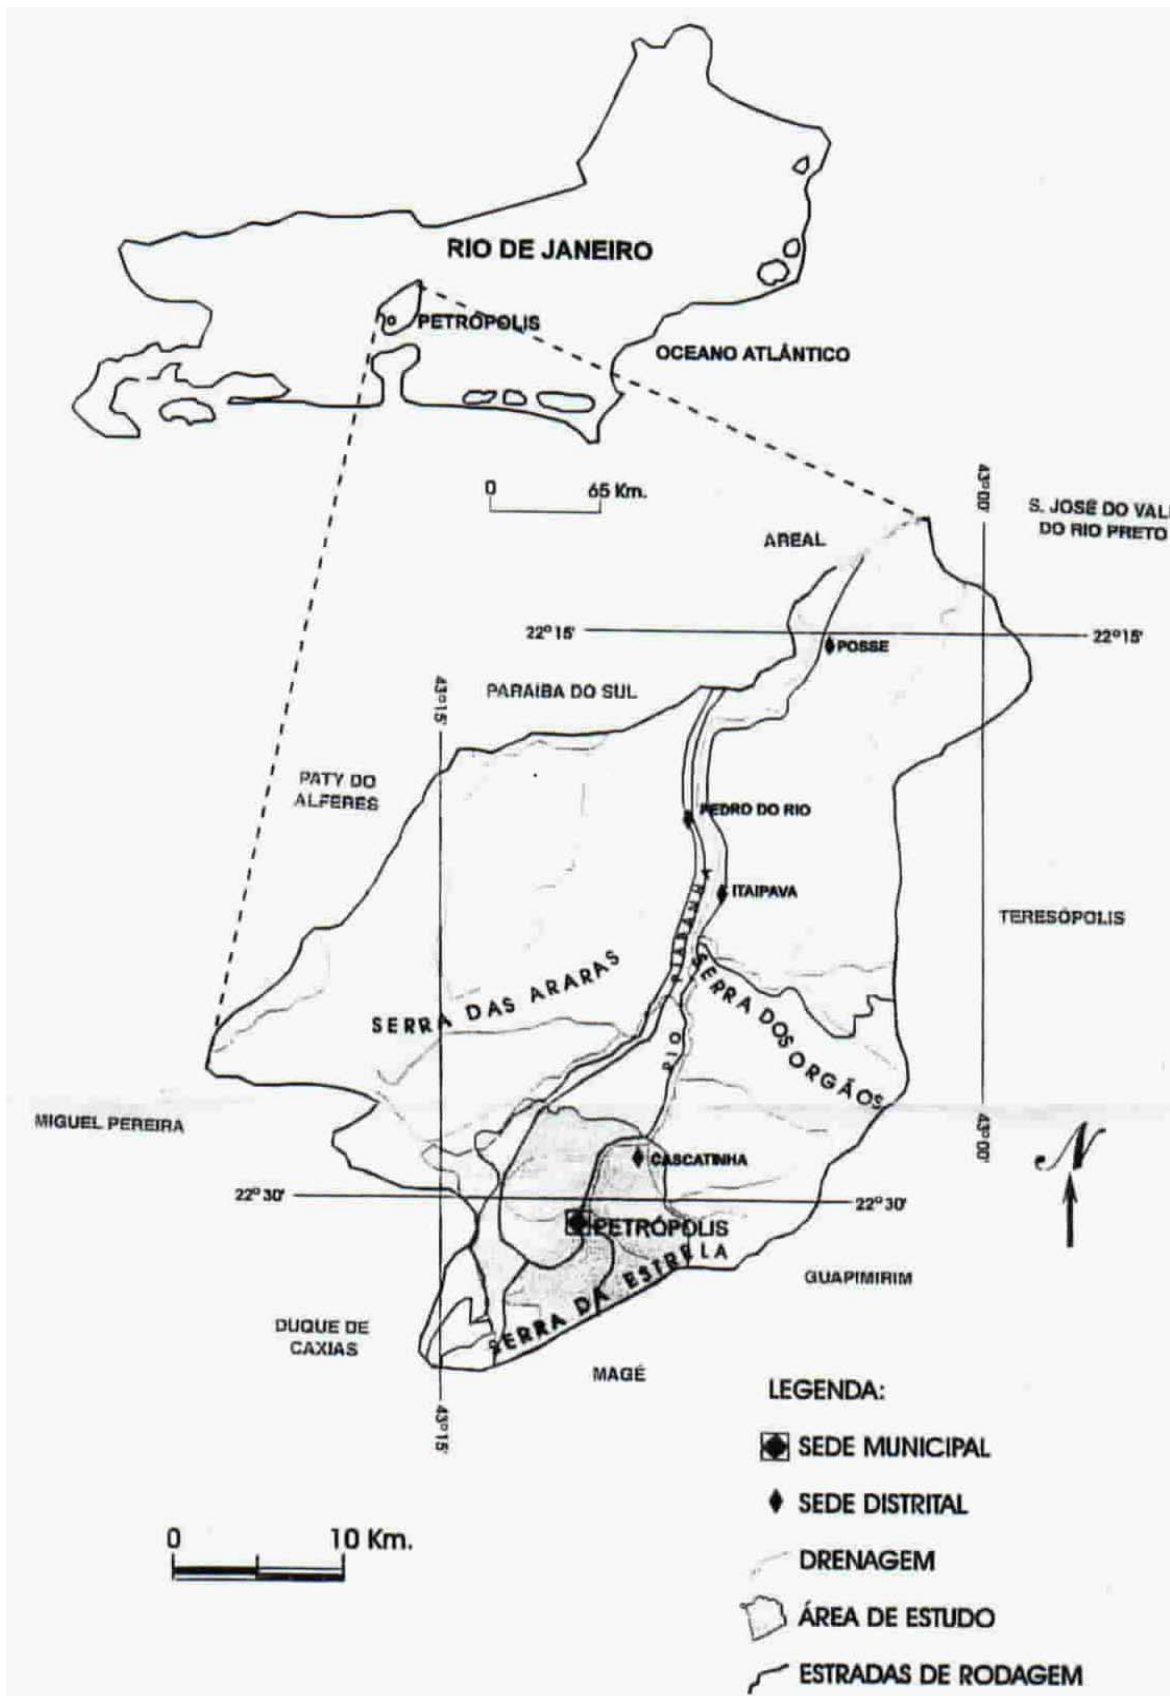 RIO DE JANEIRO
PETRÓPOLIS
OCEANO ATLÂNTICO
0 65 Km.
43º00'
S. JOSÉ DO VAL
DO RIO PRETO
AREAL
22º15'
22º15'
POSSE
43º15'
PARAIBA DO SUL
PATY DO
ALFERES
PEDRO DO RIO
ITAIPAVA
PIABANHA
TERESÓPOLIS
SERRA DAS ARARAS
SERRA DOS ORGÃOS
RIO
MIGUEL PEREIRA
43º00'
N
CASCATINHA
22º30'
22º30'
PETRÓPOLIS
SERRA DA ESTRELA
GUAPIMIRIM
DUQUE DE
CAXIAS
MAGÉ
43º15'
LEGENDA:
SEDE MUNICIPAL
SEDE DISTRITAL
0 10 Km.
DRENAGEM
ÁREA DE ESTUDO
ESTRADAS DE RODAGEM